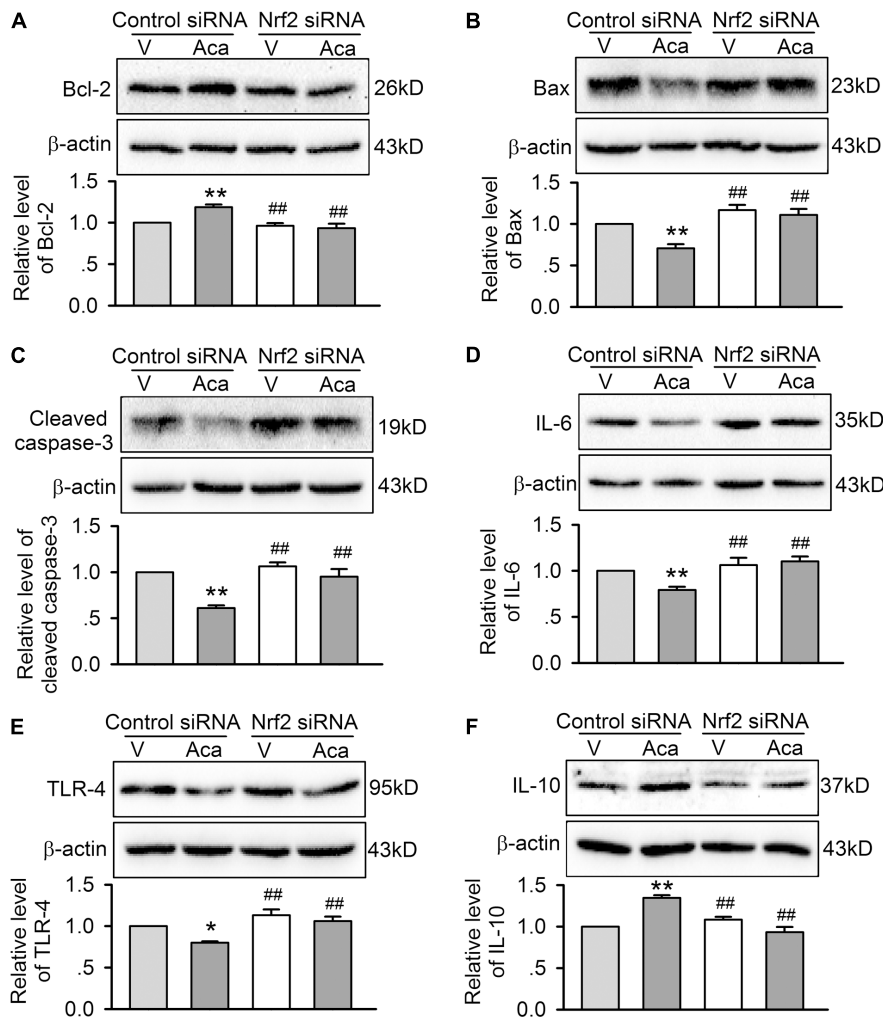 A
Control siRNA Nrf2 siRNA
V Aca V Aca
Bcl-2 26kD
β-actin 43kD
Relative level
of Bcl-2
1.5
1.0
.5
0.0
**
##
##
B
Control siRNA Nrf2 siRNA
V Aca V Aca
Bax 23kD
β-actin 43kD
Relative level
of Bax
1.5
1.0
.5
0.0
**
##
##
C
Control siRNA Nrf2 siRNA
V Aca V Aca
Cleaved
caspase-3
19kD
β-actin 43kD
Relative level of
cleaved caspase-3
1.5
1.0
.5
0.0
**
##
##
D
Control siRNA Nrf2 siRNA
V Aca V Aca
IL-6 35kD
β-actin 43kD
Relative level
of IL-6
1.5
1.0
.5
0.0
**
##
##
E
Control siRNA Nrf2 siRNA
V Aca V Aca
TLR-4 95kD
β-actin 43kD
Relative level
of TLR-4
1.5
1.0
.5
0.0
*
##
##
F
Control siRNA Nrf2 siRNA
V Aca V Aca
IL-10 37kD
β-actin 43kD
Relative level
of IL-10
1.5
1.0
.5
0.0
**
##
##